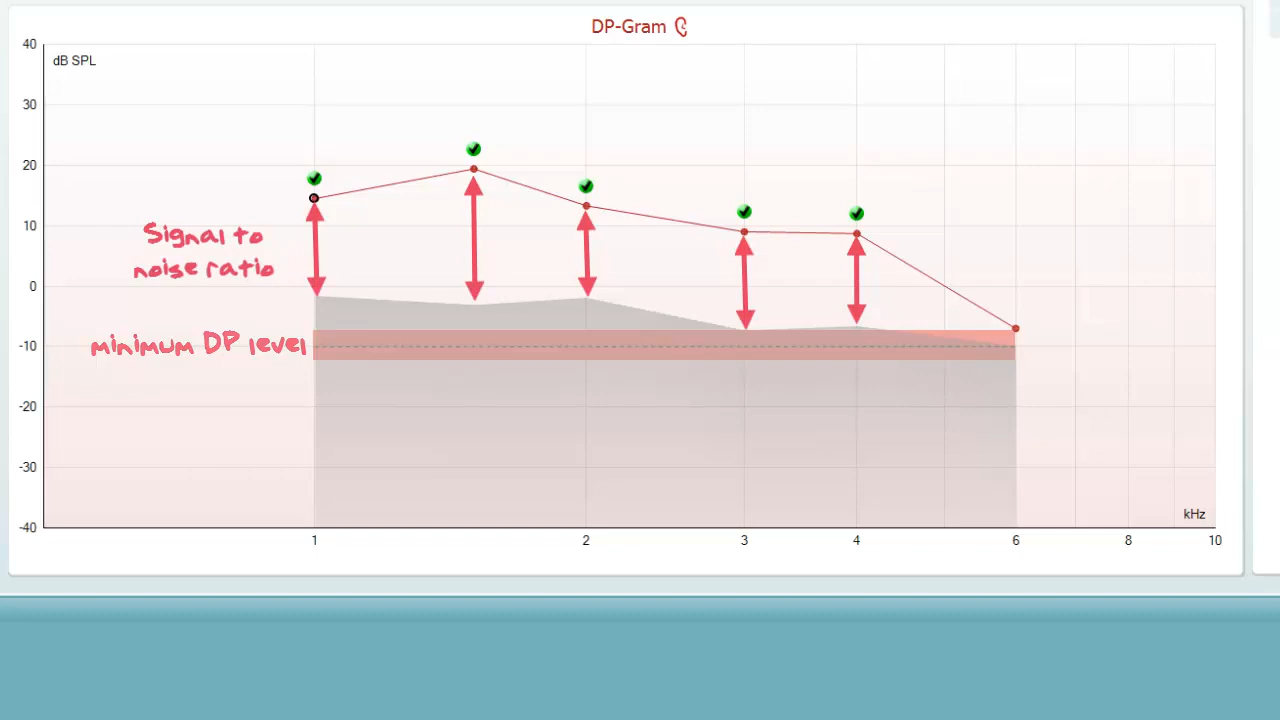 DP-Gram
40
dB SPL
30
20
10
0
-10
-20
-30
-40
Signal to
noise ratio
minimum DP level
kHz
1 2 3 4 6 8 10